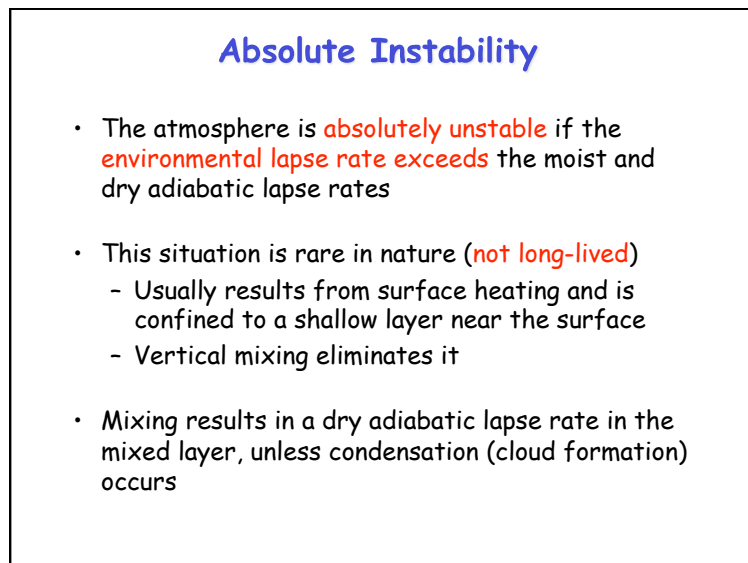 Absolute Instability
• The atmosphere is absolutely unstable if the
environmental lapse rate exceeds the moist and
dry adiabatic lapse rates
• This situation is rare in nature (not long-lived)
– Usually results from surface heating and is
confined to a shallow layer near the surface
– Vertical mixing eliminates it
• Mixing results in a dry adiabatic lapse rate in the
mixed layer, unless condensation (cloud formation)
occurs